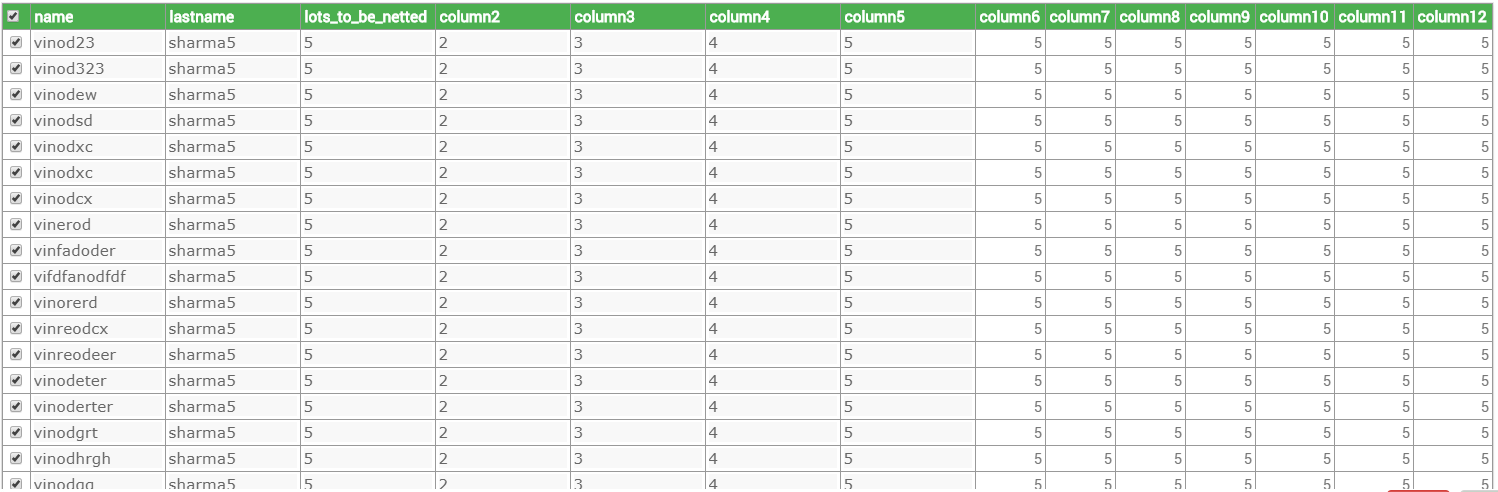 name lastname lots_to_be_netted column2 column3 column4 column5 column6 column7 column8 column9 column10 column11 column12
vinod23 sharma5 5 2 3 4 5 5 5 5 5 5 5 5
vinod323 sharma5 5 2 3 4 5 5 5 5 5 5 5 5
vinodew sharma5 5 2 3 4 5 5 5 5 5 5 5 5
vinodsd sharma5 5 2 3 4 5 5 5 5 5 5 5 5
vinodxc sharma5 5 2 3 4 5 5 5 5 5 5 5 5
vinodxc sharma5 5 2 3 4 5 5 5 5 5 5 5 5
vinodcx sharma5 5 2 3 4 5 5 5 5 5 5 5 5
vinerod sharma5 5 2 3 4 5 5 5 5 5 5 5 5
vinfadoder sharma5 5 2 3 4 5 5 5 5 5 5 5 5
vifdfanodfdf sharma5 5 2 3 4 5 5 5 5 5 5 5 5
vinorerd sharma5 5 2 3 4 5 5 5 5 5 5 5 5
vinreodcx sharma5 5 2 3 4 5 5 5 5 5 5 5 5
vinreodeer sharma5 5 2 3 4 5 5 5 5 5 5 5 5
vinodeter sharma5 5 2 3 4 5 5 5 5 5 5 5 5
vinoderter sharma5 5 2 3 4 5 5 5 5 5 5 5 5
vinodgrt sharma5 5 2 3 4 5 5 5 5 5 5 5 5
vinodhrgh sharma5 5 2 3 4 5 5 5 5 5 5 5 5
sharma5 5 2 3 4 5 5 5 5 5 5 5 5